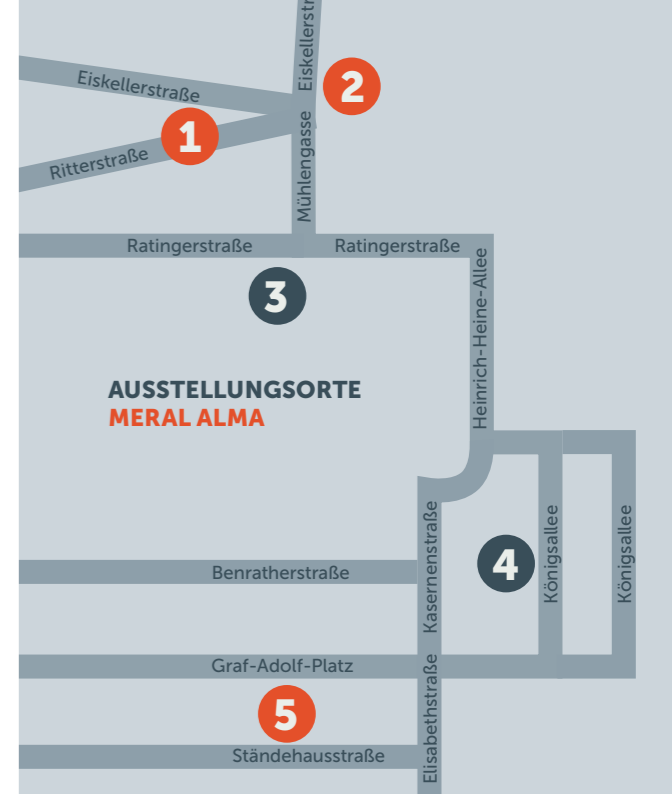 Eiskellerstr
2
Eiskellerstraße
1
Ritterstraße
Mühlengasse
Ratingerstraße
Ratingerstraße
3
Heinrich-Heine-Allee
AUSSTELLUNGSORTE
MERAL ALMA
Kasernenstraße
4
Königsallee
Königsallee
Benratherstraße
Graf-Adolf-Platz
5
Elisabethstraße
Ständehausstraße